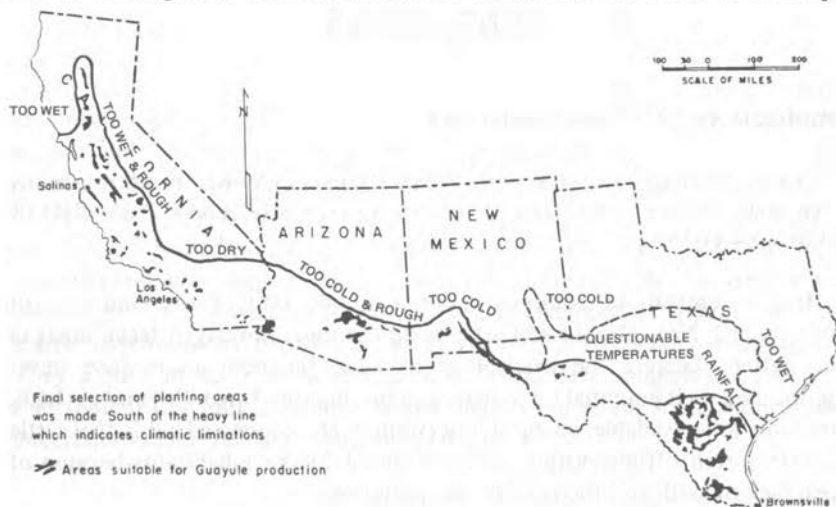 100 50 0 100 200
SCALE OF MILES
N
TOO WET
TOO WET & ROUGH
C
O R N I A
Salinas
TOO DRY
Los
Angeles
ARIZONA
NEW
MEXICO
TOO COLD & ROUGH
TOO COLD
TOO COLD
TEXAS
QUESTIONABLE
TEMPERATURES
RAINFALL
TOO WET
Brownsville
Final selection of planting areas
would be South of the heavy line
which indicates climatic limitations
Areas suitable for Guayule production